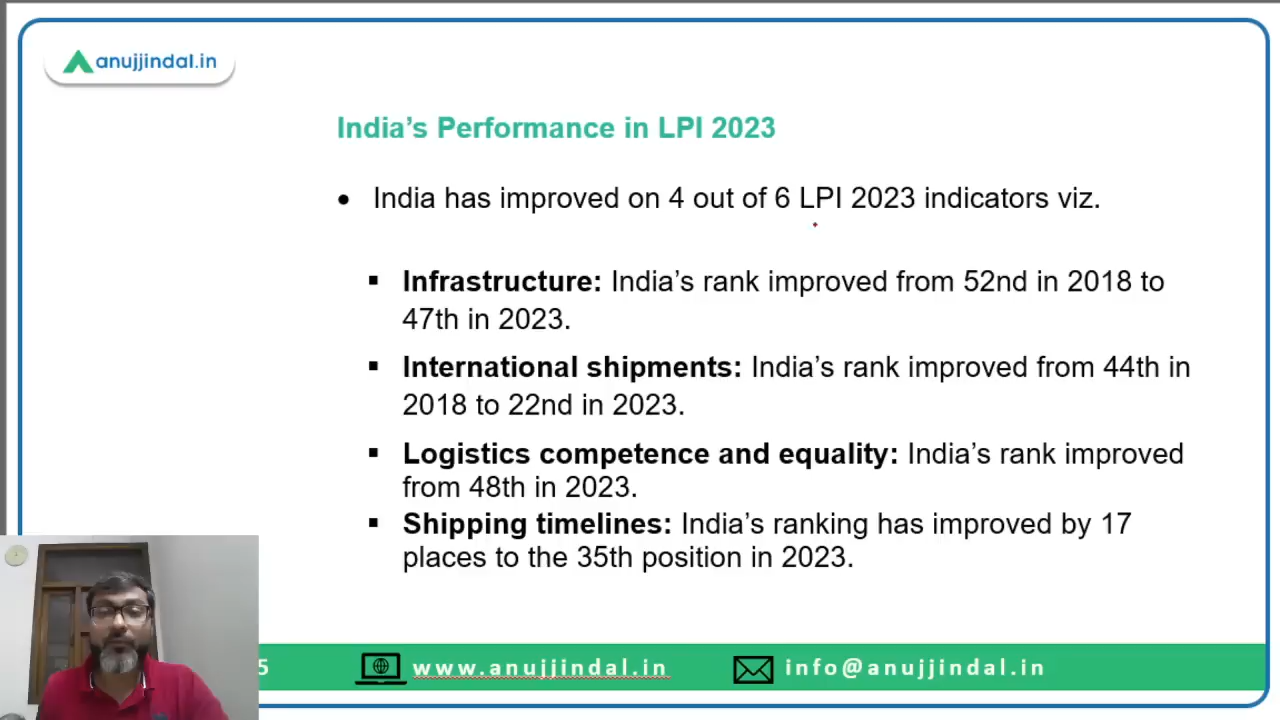 anujjindal.in
India's Performance in LPI 2023
• India has improved on 4 out of 6 LPI 2023 indicators viz.
▪ Infrastructure: India's rank improved from 52nd in 2018 to
47th in 2023.
▪ International shipments: India's rank improved from 44th in
2018 to 22nd in 2023.
▪ Logistics competence and equality: India's rank improved
from 48th in 2023.
▪ Shipping timelines: India's ranking has improved by 17
places to the 35th position in 2023.
5 www.anujjindal.in info@anujjindal.in